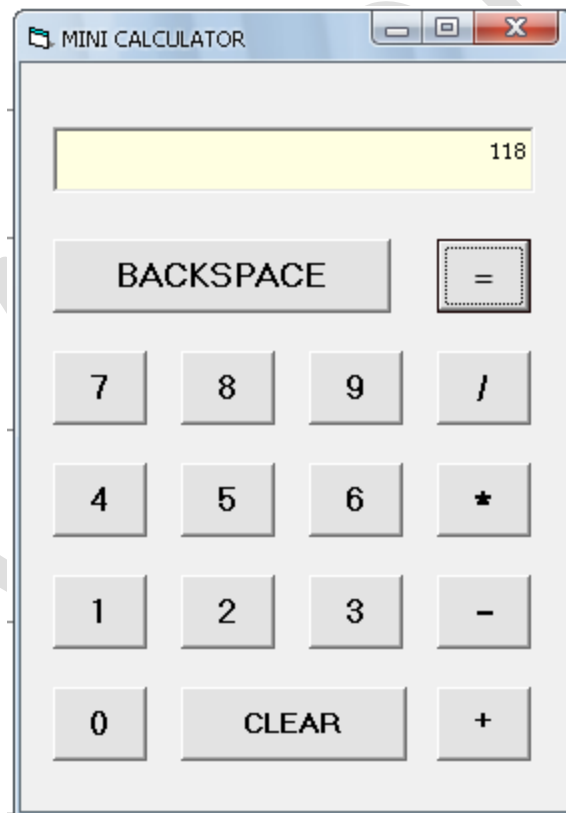 MINI CALCULATOR
118
BACKSPACE =
7 8 9 /
4 5 6 *
1 2 3 -
0 CLEAR +